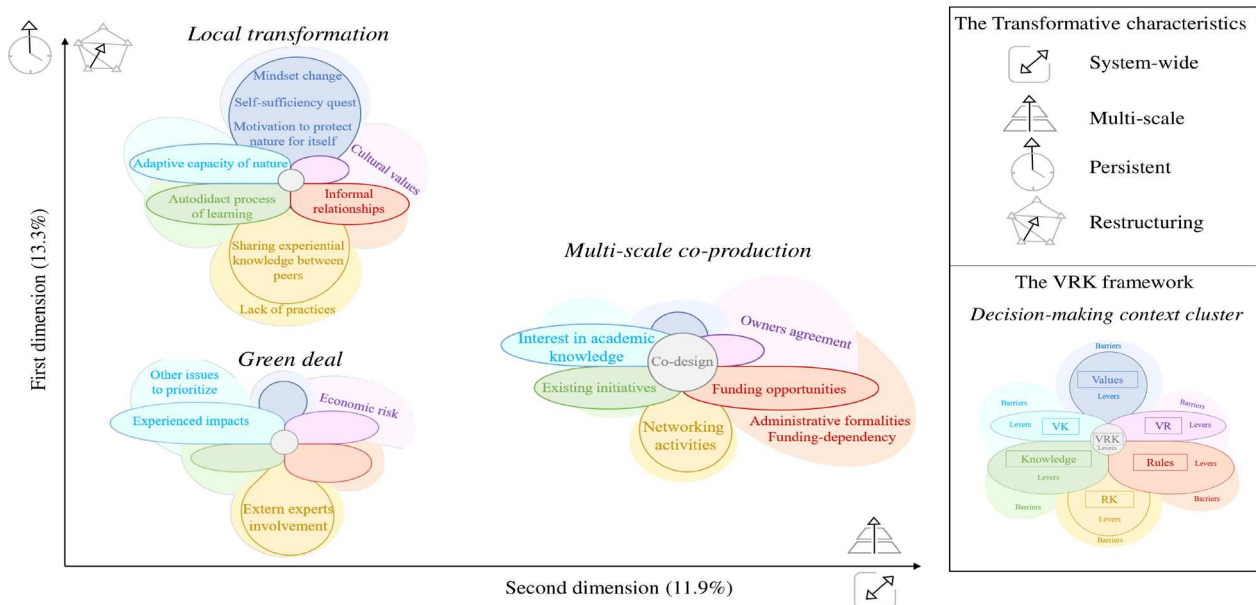 Local transformation
Mindset change
Self-sufficiency quest
Motivation to protect
nature for itself
Adaptive capacity of nature
Cultural values
Autodidact process
of learning
Informal
relationships
Sharing experiential
knowledge between
peers
Lack of practices
First dimension (13.3%)
Green deal
Other issues
to prioritize
Economic risk
Experienced impacts
Extern experts
involvement
Multi-scale co-production
Owners agreement
Interest in academic
knowledge
Co-design
Existing initiatives
Funding opportunities
Networking
activities
Administrative formalities
Funding-dependency
Second dimension (11.9%)
The Transformative characteristics
System-wide
Multi-scale
Persistent
Restructuring
The VRK framework
Decision-making context cluster
Barriers
Values
Levers
Barriers
Levers
VK
Barriers
VR
Levers
VRK
Levers
Knowledge
Levers
Rules
Levers
Barriers
RK
Levers
Barriers
Barriers